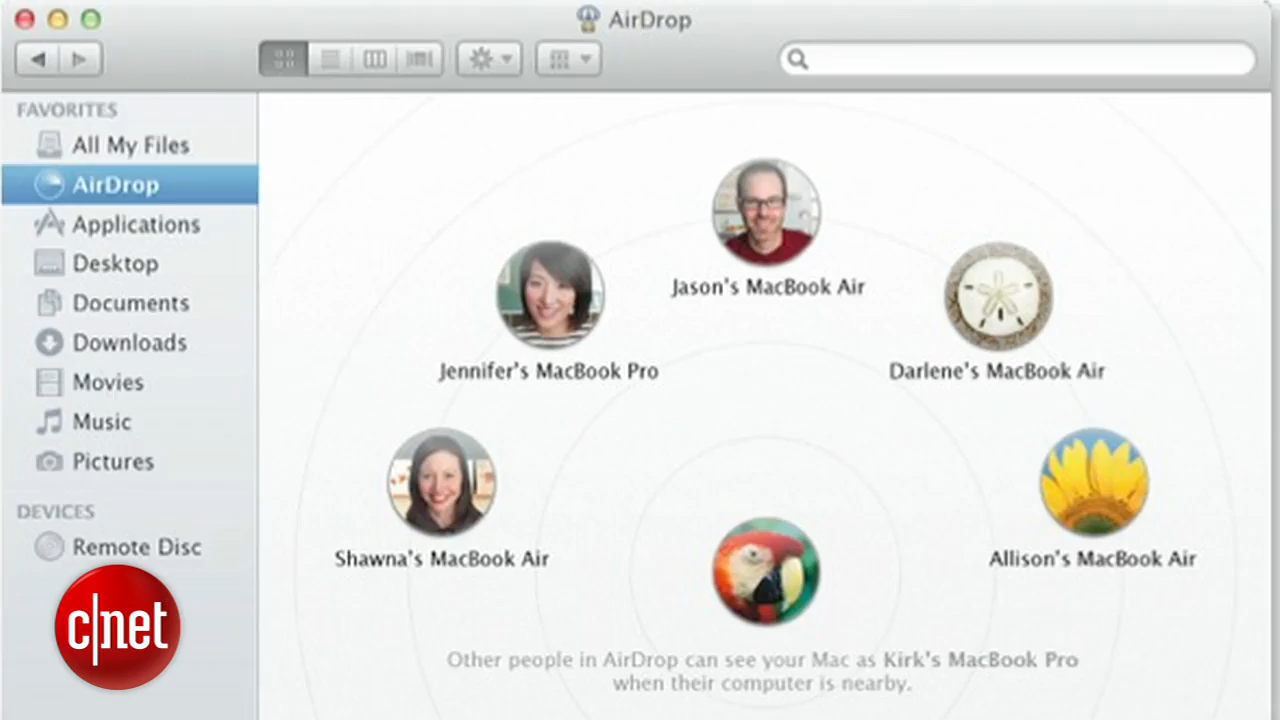 AirDrop
FAVORITES
All My Files
AirDrop
Applications
Desktop
Documents
Downloads
Movies
Music
Pictures
DEVICES
Remote Disc
c|net
Jason's MacBook Air
Jennifer's MacBook Pro
Darlene's MacBook Air
Shawna's MacBook Air
Allison's MacBook Air
Other people in AirDrop can see your Mac as Kirk's MacBook Pro
when their computer is nearby.